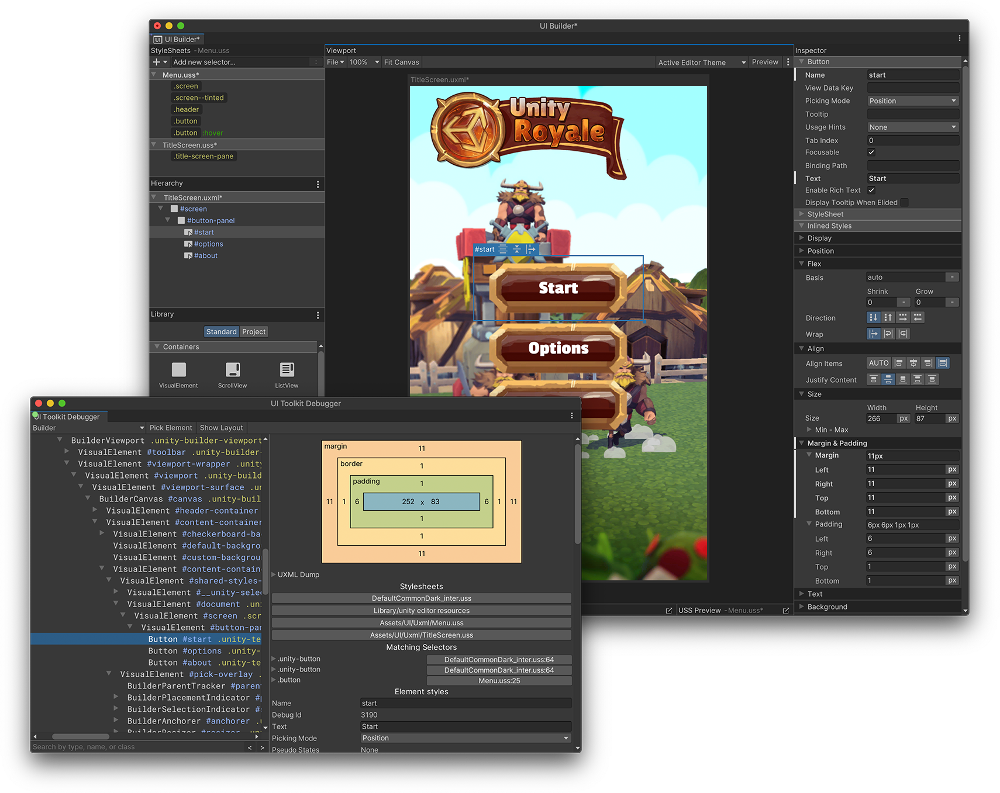 UI Builder*
UI Builder*
StyleSheets - Menu.uss
Add new selector...
Menu.uss*
.screen
.screen--tinted
.header
.button
.button :hover
TitleScreen.uss*
.title-screen-pane
Hierarchy
TitleScreen.uxml*
#screen
#button-panel
#start
#options
#about
Library
Standard Project
Containers
VisualElement ScrollView ListView
Viewport
File 100% Fit Canvas Active Editor Theme Preview
TitleScreen.uxml*
Unity
Royale
#start
Start
Options
USS Preview - Menu.uss*
Inspector
Button
Name start
View Data Key
Picking Mode Position
Tooltip
Usage Hints None
Tab Index 0
Focusable
Binding Path
Text Start
Enable Rich Text
Display Tooltip When Elided
StyleSheet
Inlined Styles
Display
Position
Flex
Basis auto -
Shrink Grow
0 - 0 -
Direction
Wrap
Align
Align Items AUTO
Justify Content
Size
Width Height
Size 266 px 87 px
Min - Max
Margin & Padding
Margin 11px
Left 11 px
Right 11 px
Top 11 px
Bottom 11 px
Padding 6px 6px 1px 1px
Left 6 px
Right 6 px
Top 1 px
Bottom 1 px
Text
Background
UI Toolkit Debugger
UI Toolkit Debugger
Builder Pick Element Show Layout
BuilderViewport .unity-builder-viewport
VisualElement #toolbar .unity-builder-
VisualElement #viewport-wrapper .unity
VisualElement #viewport .unity-build
VisualElement #viewport-surface .un
BuilderCanvas #canvas .unity-buil
VisualElement #header-container
VisualElement #content-container
VisualElement #checkerboard-ba
VisualElement #default-backgro
VisualElement #custom-backgrou
VisualElement #content-contain
VisualElement #shared-styles-
VisualElement #__unity-sele
VisualElement #document .un
VisualElement #screen .scr
VisualElement #button-pan
Button #start .unity-te
Button #options .unity-
Button #about .unity-te
VisualElement #pick-overlay .
BuilderParentTracker #paren
BuilderPlacementIndicator #p
BuilderSelectionIndicator #s
BuilderAnchorer #anchorer .
BuilderResizer #resizer .un
Search by type, name, or class < >
margin 11
border 1
padding 1
11 1 6 252 x 83 6 1 11
1
1
11
UXML Dump
Stylesheets
DefaultCommonDark_inter.uss
Library/unity editor resources
Assets/UI/Uxml/Menu.uss
Assets/UI/Uxml/TitleScreen.uss
Matching Selectors
.unity-button DefaultCommonDark_inter.uss:64
.unity-button DefaultCommonDark_inter.uss:64
.button Menu.uss:25
Element styles
Name start
Debug Id 3190
Text Start
Picking Mode Position
Pseudo States None